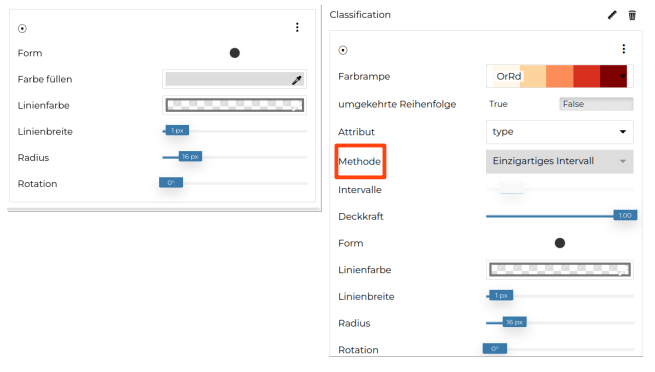 Form
Farbe füllen
Linienfarbe
Linienbreite
1 px
Radius
16 px
Rotation
0°
Classification
Farbrampe
OrRd
umgekehrte Reihenfolge
True
False
Attribut
type
Methode
Einzigartiges Intervall
Intervalle
Deckkraft
1.00
Form
Linienfarbe
Linienbreite
1 px
Radius
16 px
Rotation
0°